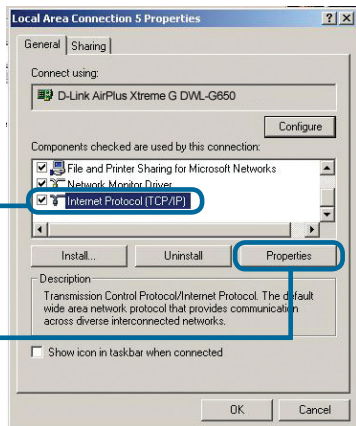 Local Area Connection 5 Properties
General
Sharing
Connect using:
D-Link AirPlus Xtreme G DWL-G650
Configure
Components checked are used by this connection:
File and Printer Sharing for Microsoft Networks
Network Monitor Driver
Internet Protocol (TCP/IP)
Install...
Uninstall
Properties
Description
Transmission Control Protocol/Internet Protocol. The default
wide area network protocol that provides communication
across diverse interconnected networks.
Show icon in taskbar when connected
OK
Cancel